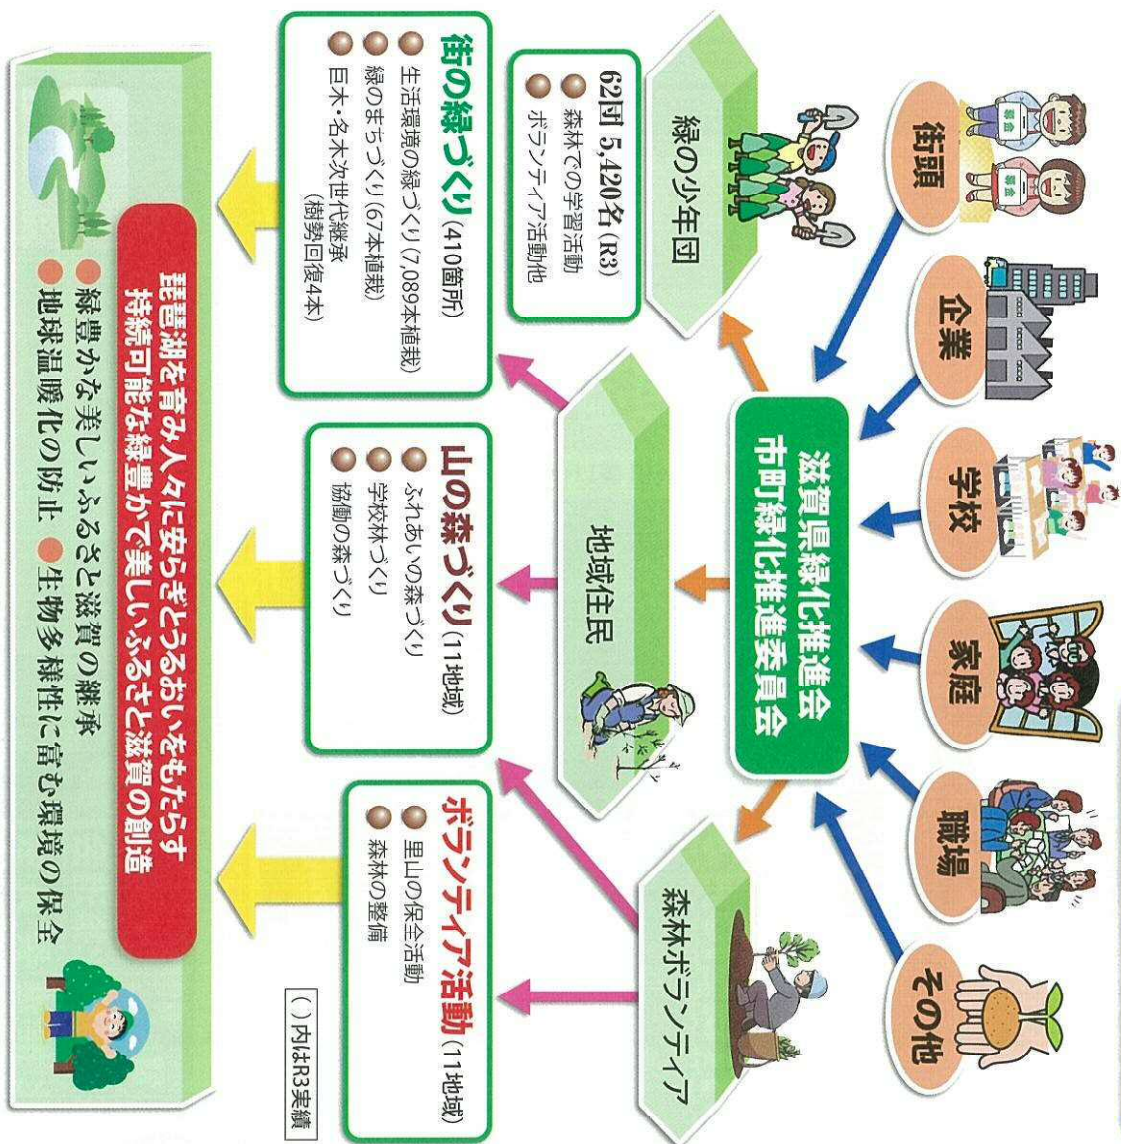 募金
募金
街頭
企業
学校
家庭
職場
その他
滋賀県緑化推進会
市町緑化推進委員会
緑の少年団
地域住民
森林ボランティア
62団 5,420名(R3)
森林での学習活動
ボランティア活動他
街の緑づくり(410箇所)
生活環境の緑づくり(7,089本植栽)
緑のまちづくり(67本植栽)
巨木・名木次世代継承
(樹勢回復4本)
山の森づくり(11地域)
ふれあいの森づくり
学校林づくり
協働の森づくり
ボランティア活動(11地域)
里山の保全活動
森林の整備
( )内はR3実績
琵琶湖を育み人々に安らぎとうるおいをもたらす
持続可能な緑豊かで美しいふるさと滋賀の創造
緑豊かな美しいふるさと滋賀の継承
地球温暖化の防止 生物多様性に富む環境の保全